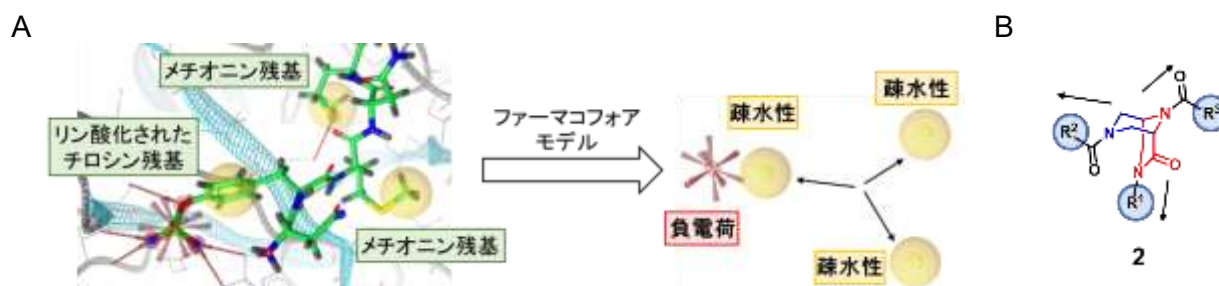 A
B
メチオニン残基
リン酸化された
チロシン残基
メチオニン残基
ファーマコフォア
モデル
疎水性
疎水性
負電荷
疎水性
O
N
R³
R²
N
O
N
O
R¹
2